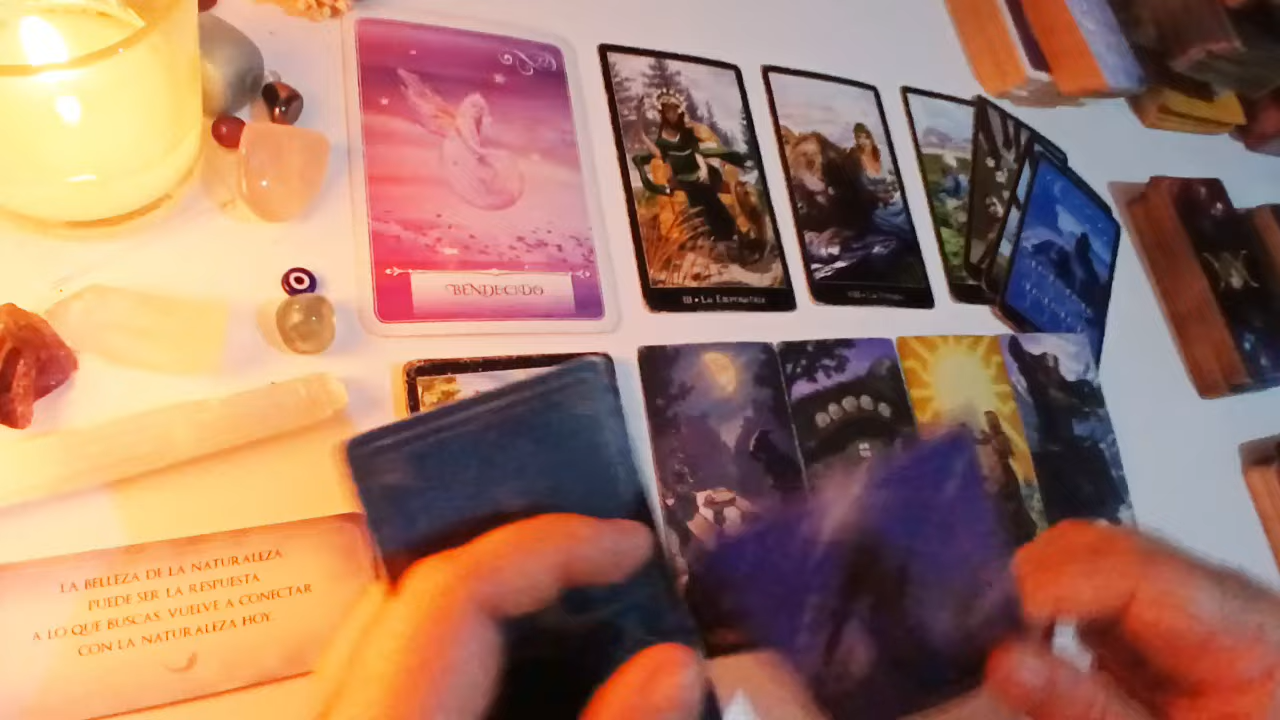 BENDECIDO
III • LA EMPERATRIZ
LA BELLEZA DE LA NATURALEZA
PUEDE SER LA RESPUESTA
A LO QUE BUSCAS. VUELVE A CONECTAR
CON LA NATURALEZA HOY.